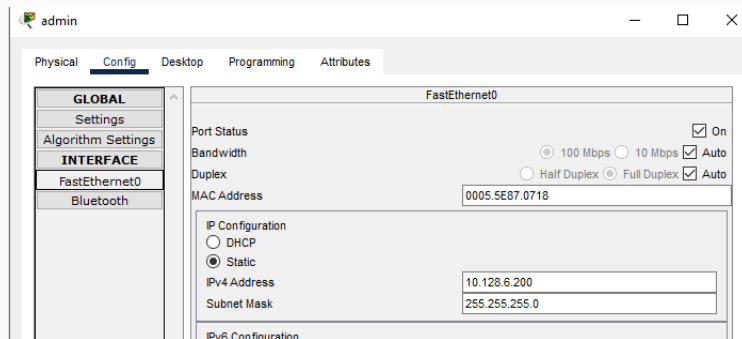 admin
Physical Config Desktop Programming Attributes
GLOBAL
Settings
Algorithm Settings
INTERFACE
FastEthernet0
Bluetooth
FastEthernet0
Port Status On
Bandwidth 100 Mbps 10 Mbps Auto
Duplex Half Duplex Full Duplex Auto
MAC Address 0005.5E87.0718
IP Configuration
DHCP
Static
IPv4 Address 10.128.6.200
Subnet Mask 255.255.255.0
IPv6 Configuration